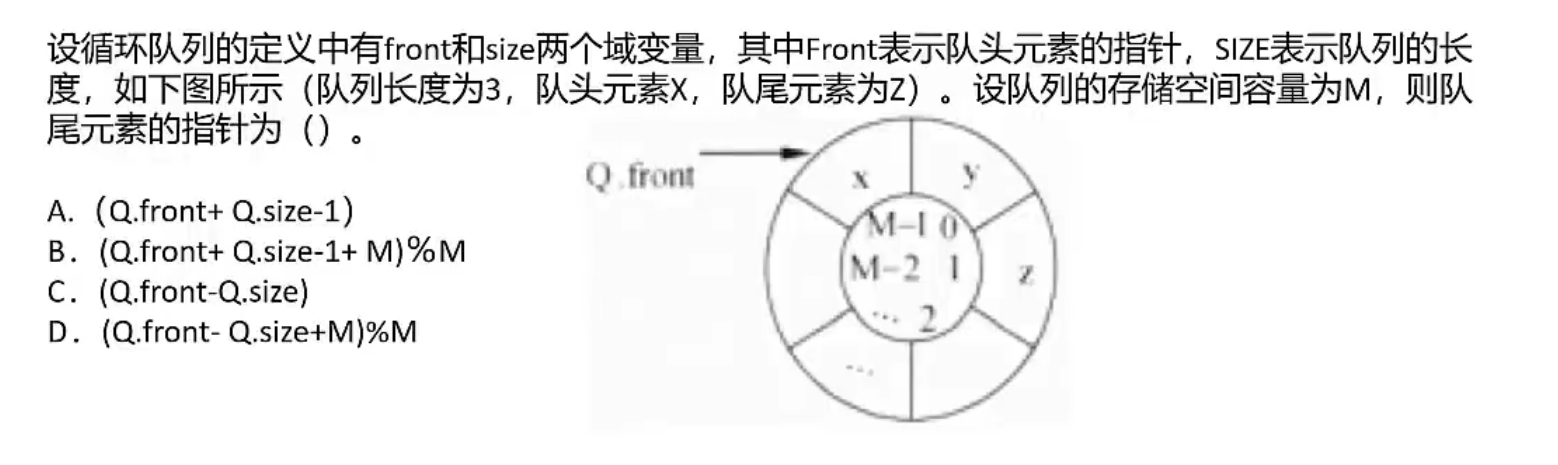 设循环队列的定义中有front和size两个域变量，其中Front表示队头元素的指针，SIZE表示队列的长
度，如下图所示（队列长度为3，队头元素X，队尾元素为Z）。设队列的存储空间容量为M，则队
尾元素的指针为（）。
Q.front
x
y
M-1 0
M-2 1
z
... 2
...
A.（Q.front+ Q.size-1）
B.（Q.front+ Q.size-1+ M)%M
C.（Q.front-Q.size)
D.（Q.front- Q.size+M)%M